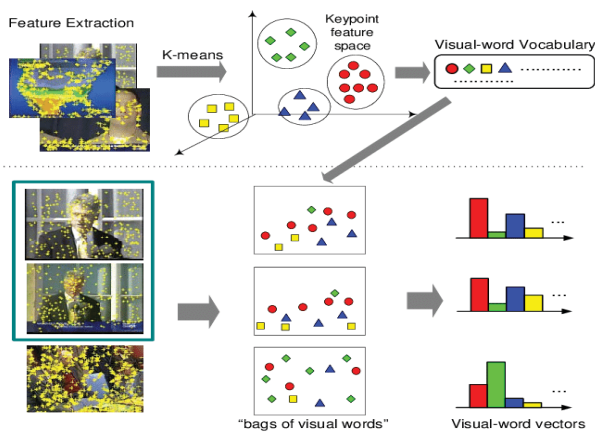 Feature Extraction
K-means
Keypoint
feature
space
Visual-word Vocabulary
"bags of visual words"
Visual-word vectors